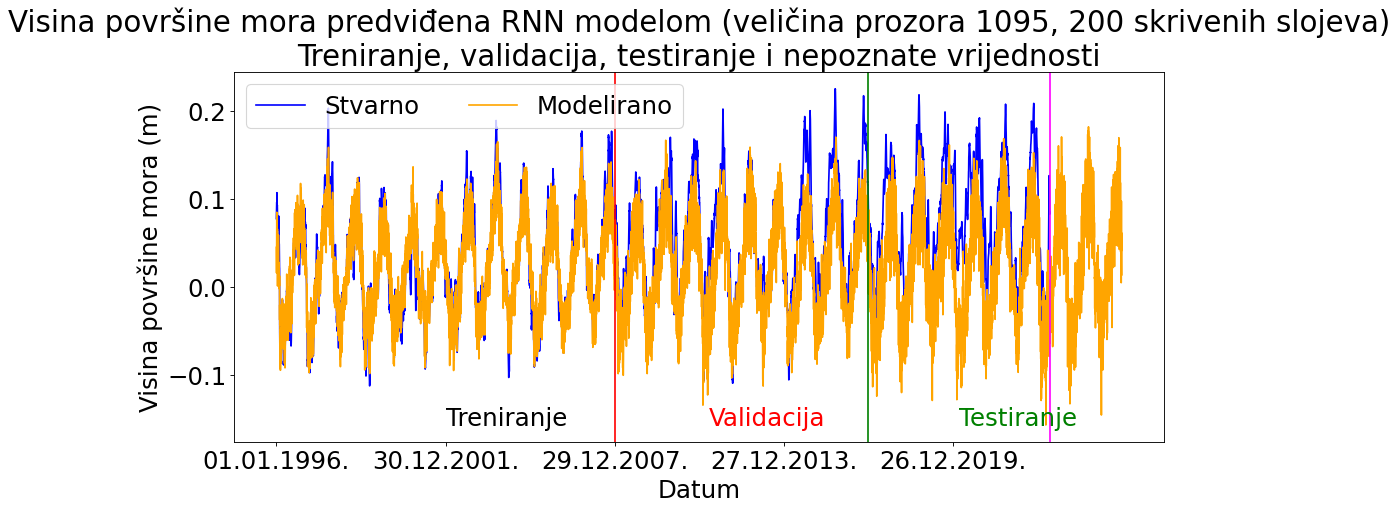 Visina površine mora predviđena RNN modelom (veličina prozora 1095, 200 skrivenih slojeva)
Treniranje, validacija, testiranje i nepoznate vrijednosti
Stvarno Modelirano
Visina površine mora (m)
0.2
0.1
0.0
−0.1
Treniranje Validacija Testiranje
01.01.1996. 30.12.2001. 29.12.2007. 27.12.2013. 26.12.2019.
Datum